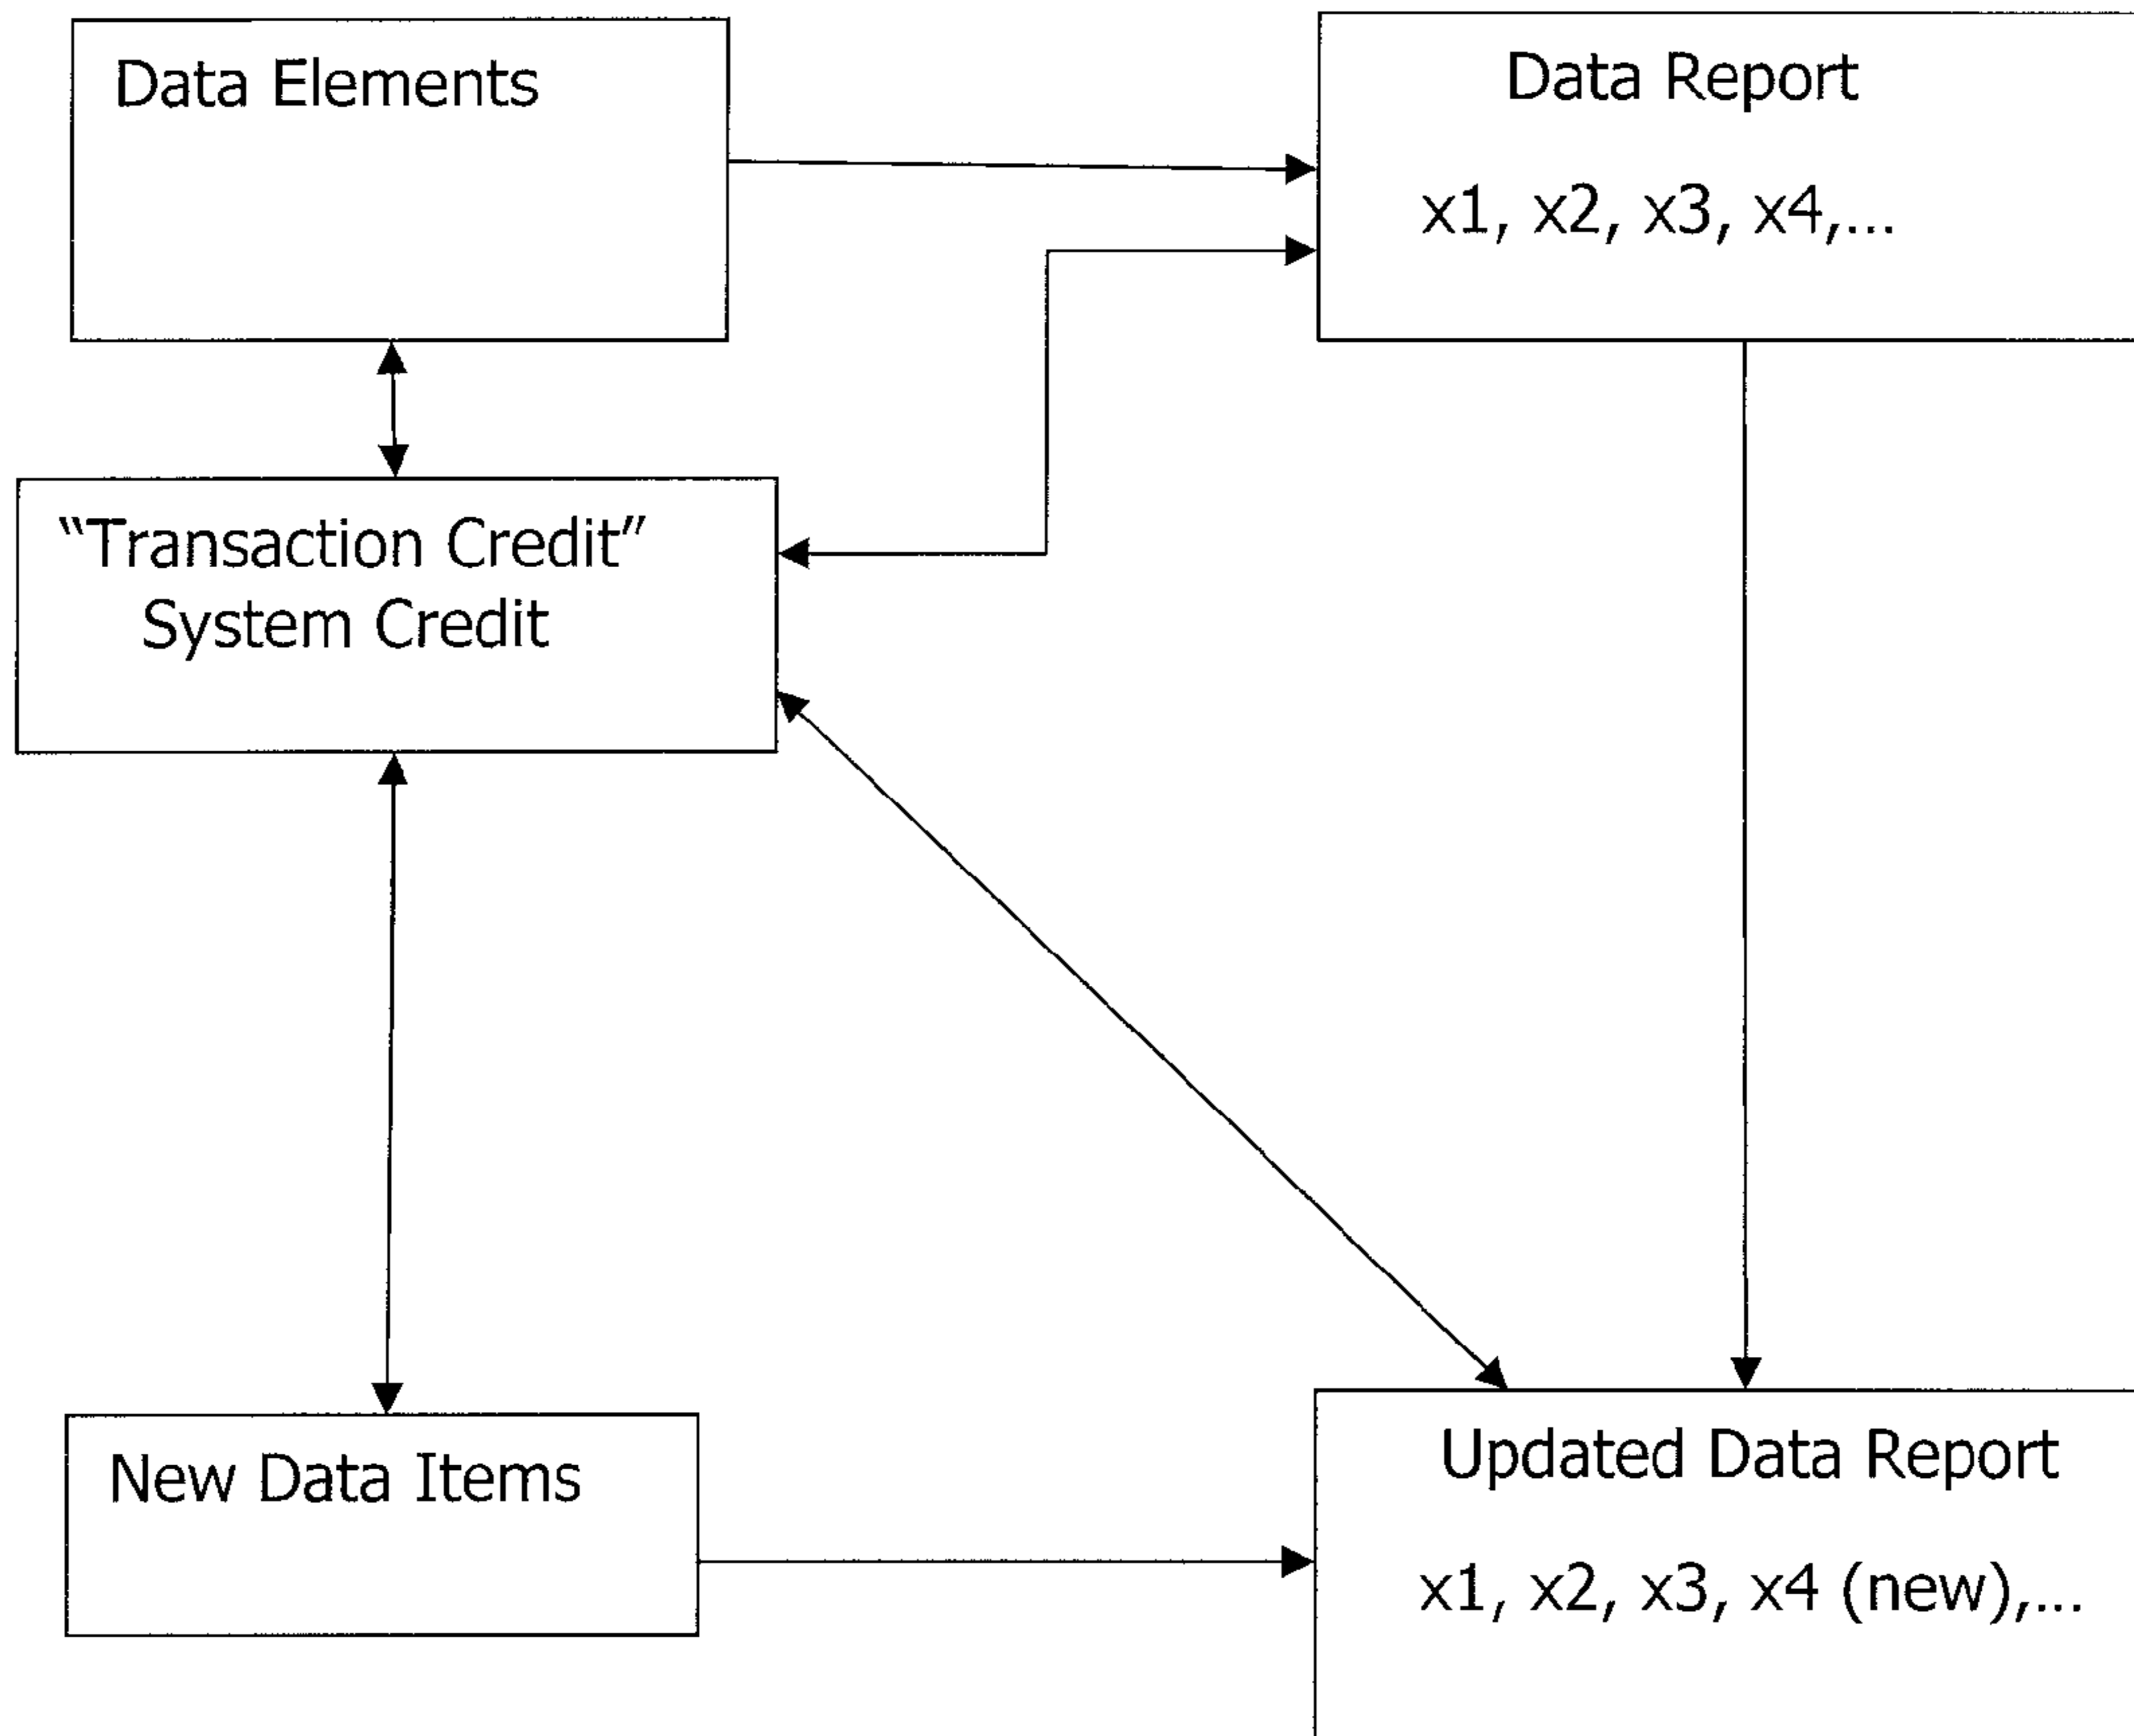 Data Elements
Data Report
x1, x2, x3, x4,...
“Transaction Credit”
System Credit
New Data Items
Updated Data Report
x1, x2, x3, x4 (new),...